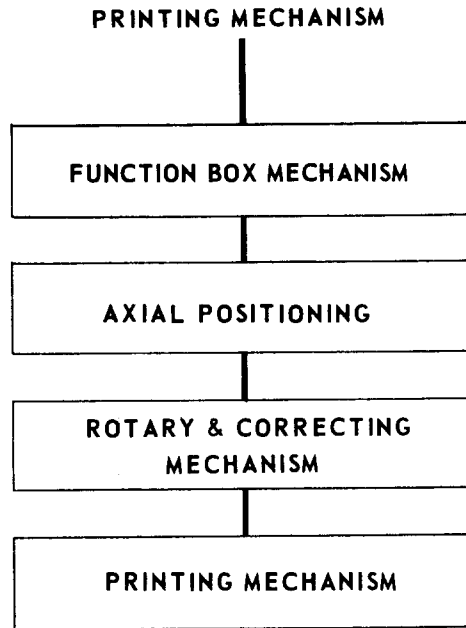 PRINTING MECHANISM
FUNCTION BOX MECHANISM
AXIAL POSITIONING
ROTARY & CORRECTING
MECHANISM
PRINTING MECHANISM